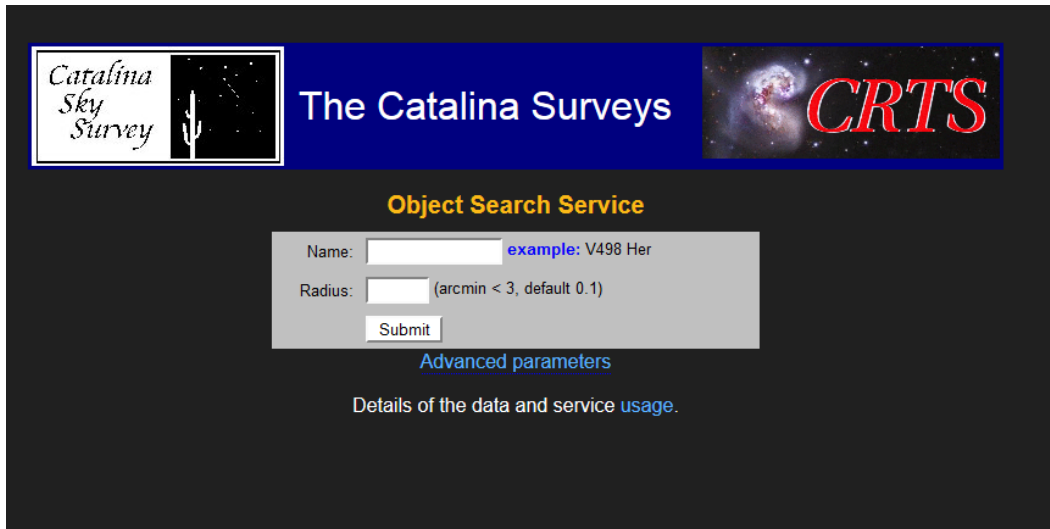 Catalina
Sky
Survey
The Catalina Surveys
CRTS
Object Search Service
Name: example: V498 Her
Radius: (arcmin < 3, default 0.1)
Submit
Advanced parameters
Details of the data and service usage.